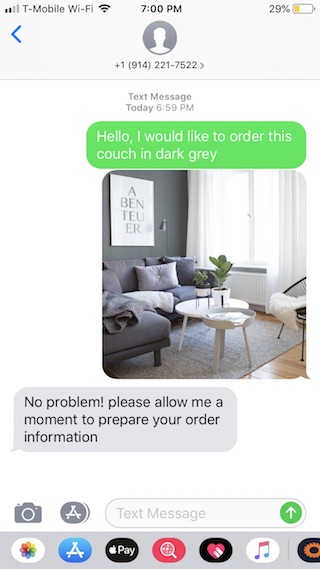 T-Mobile Wi-Fi 7:00 PM 29%
+1 (914) 221-7522 >
Text Message
Today 6:59 PM
Hello, I would like to order this
couch in dark grey
A
BEN
TEU
ER
No problem! please allow me a
moment to prepare your order
information
Text Message
Pay